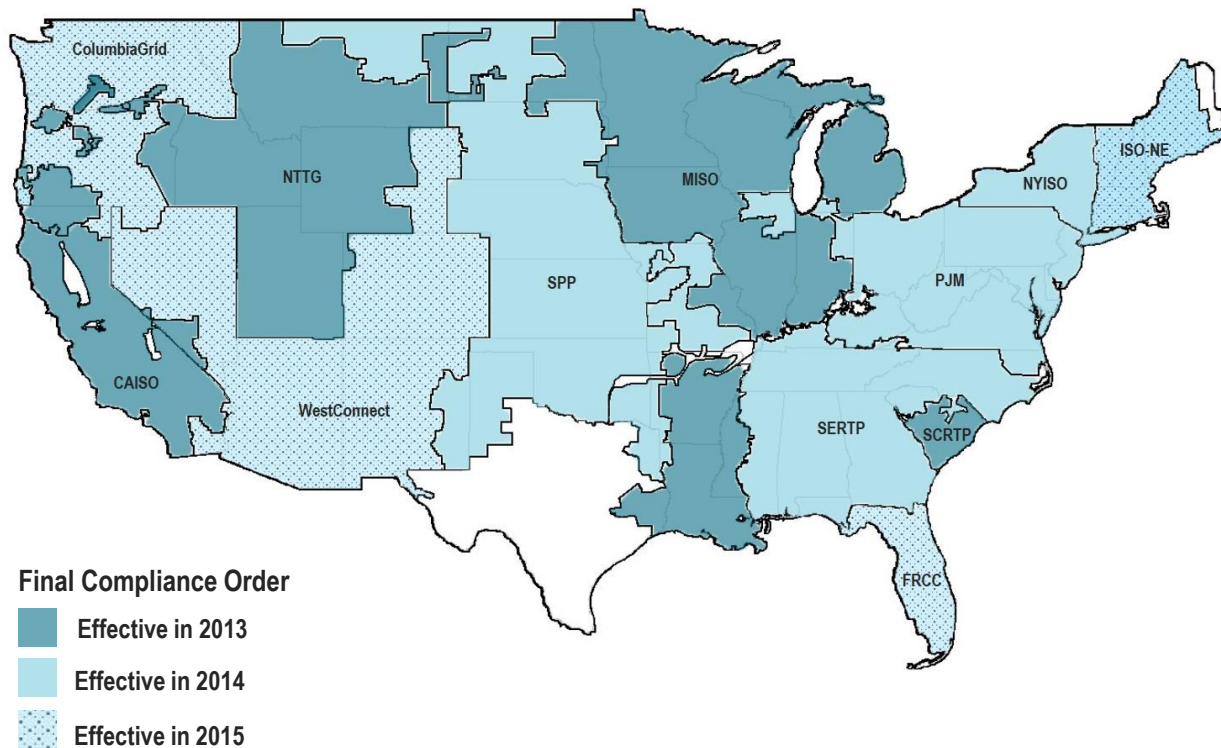 ColumbiaGrid
ISO-NE
NTTG
MISO
NYISO
SPP
PJM
CAISO
WestConnect
SERTP
SCRTP
FRCC
Final Compliance Order
Effective in 2013
Effective in 2014
Effective in 2015